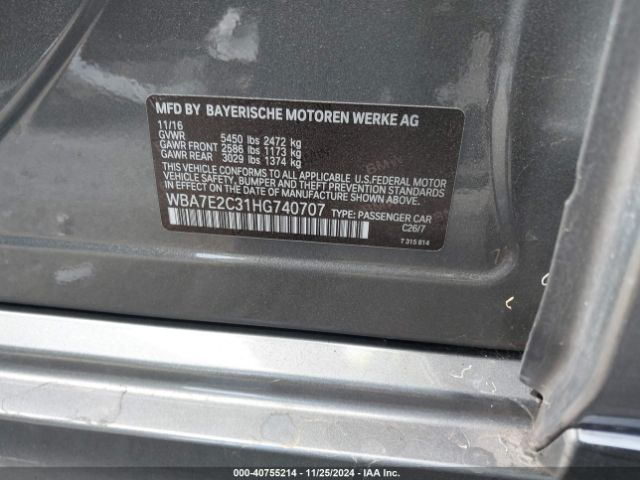 MFD BY BAYERISCHE MOTOREN WERKE AG
11/16
GVWR 5450 lbs 2472 kg
GAWR FRONT 2586 lbs 1173 kg
GAWR REAR 3029 lbs 1374 kg
THIS VEHICLE CONFORMS TO ALL APPLICABLE U.S.FEDERAL MOTOR
VEHICLE SAFETY, BUMPER AND THEFT PREVENTION STANDARDS
IN EFFECT ON THE DATE OF MANUFACTURE SHOWN ABOVE.
WBA7E2C31HG740707 TYPE: PASSENGER CAR
C26/7
7 315 814
000-40755214 - 11/25/2024 - IAA Inc.